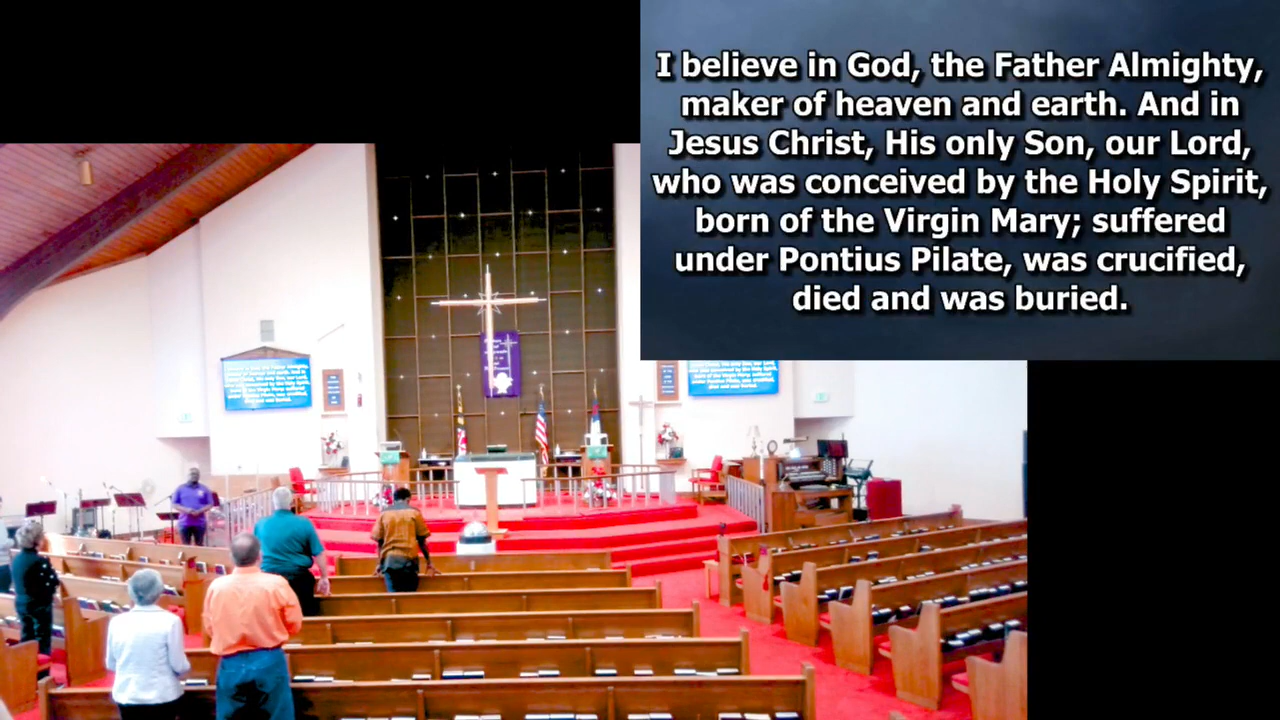 I believe in God, the Father Almighty,
maker of heaven and earth. And in
Jesus Christ, His only Son, our Lord,
who was conceived by the Holy Spirit,
born of the Virgin Mary; suffered
under Pontius Pilate, was crucified,
died and was buried.